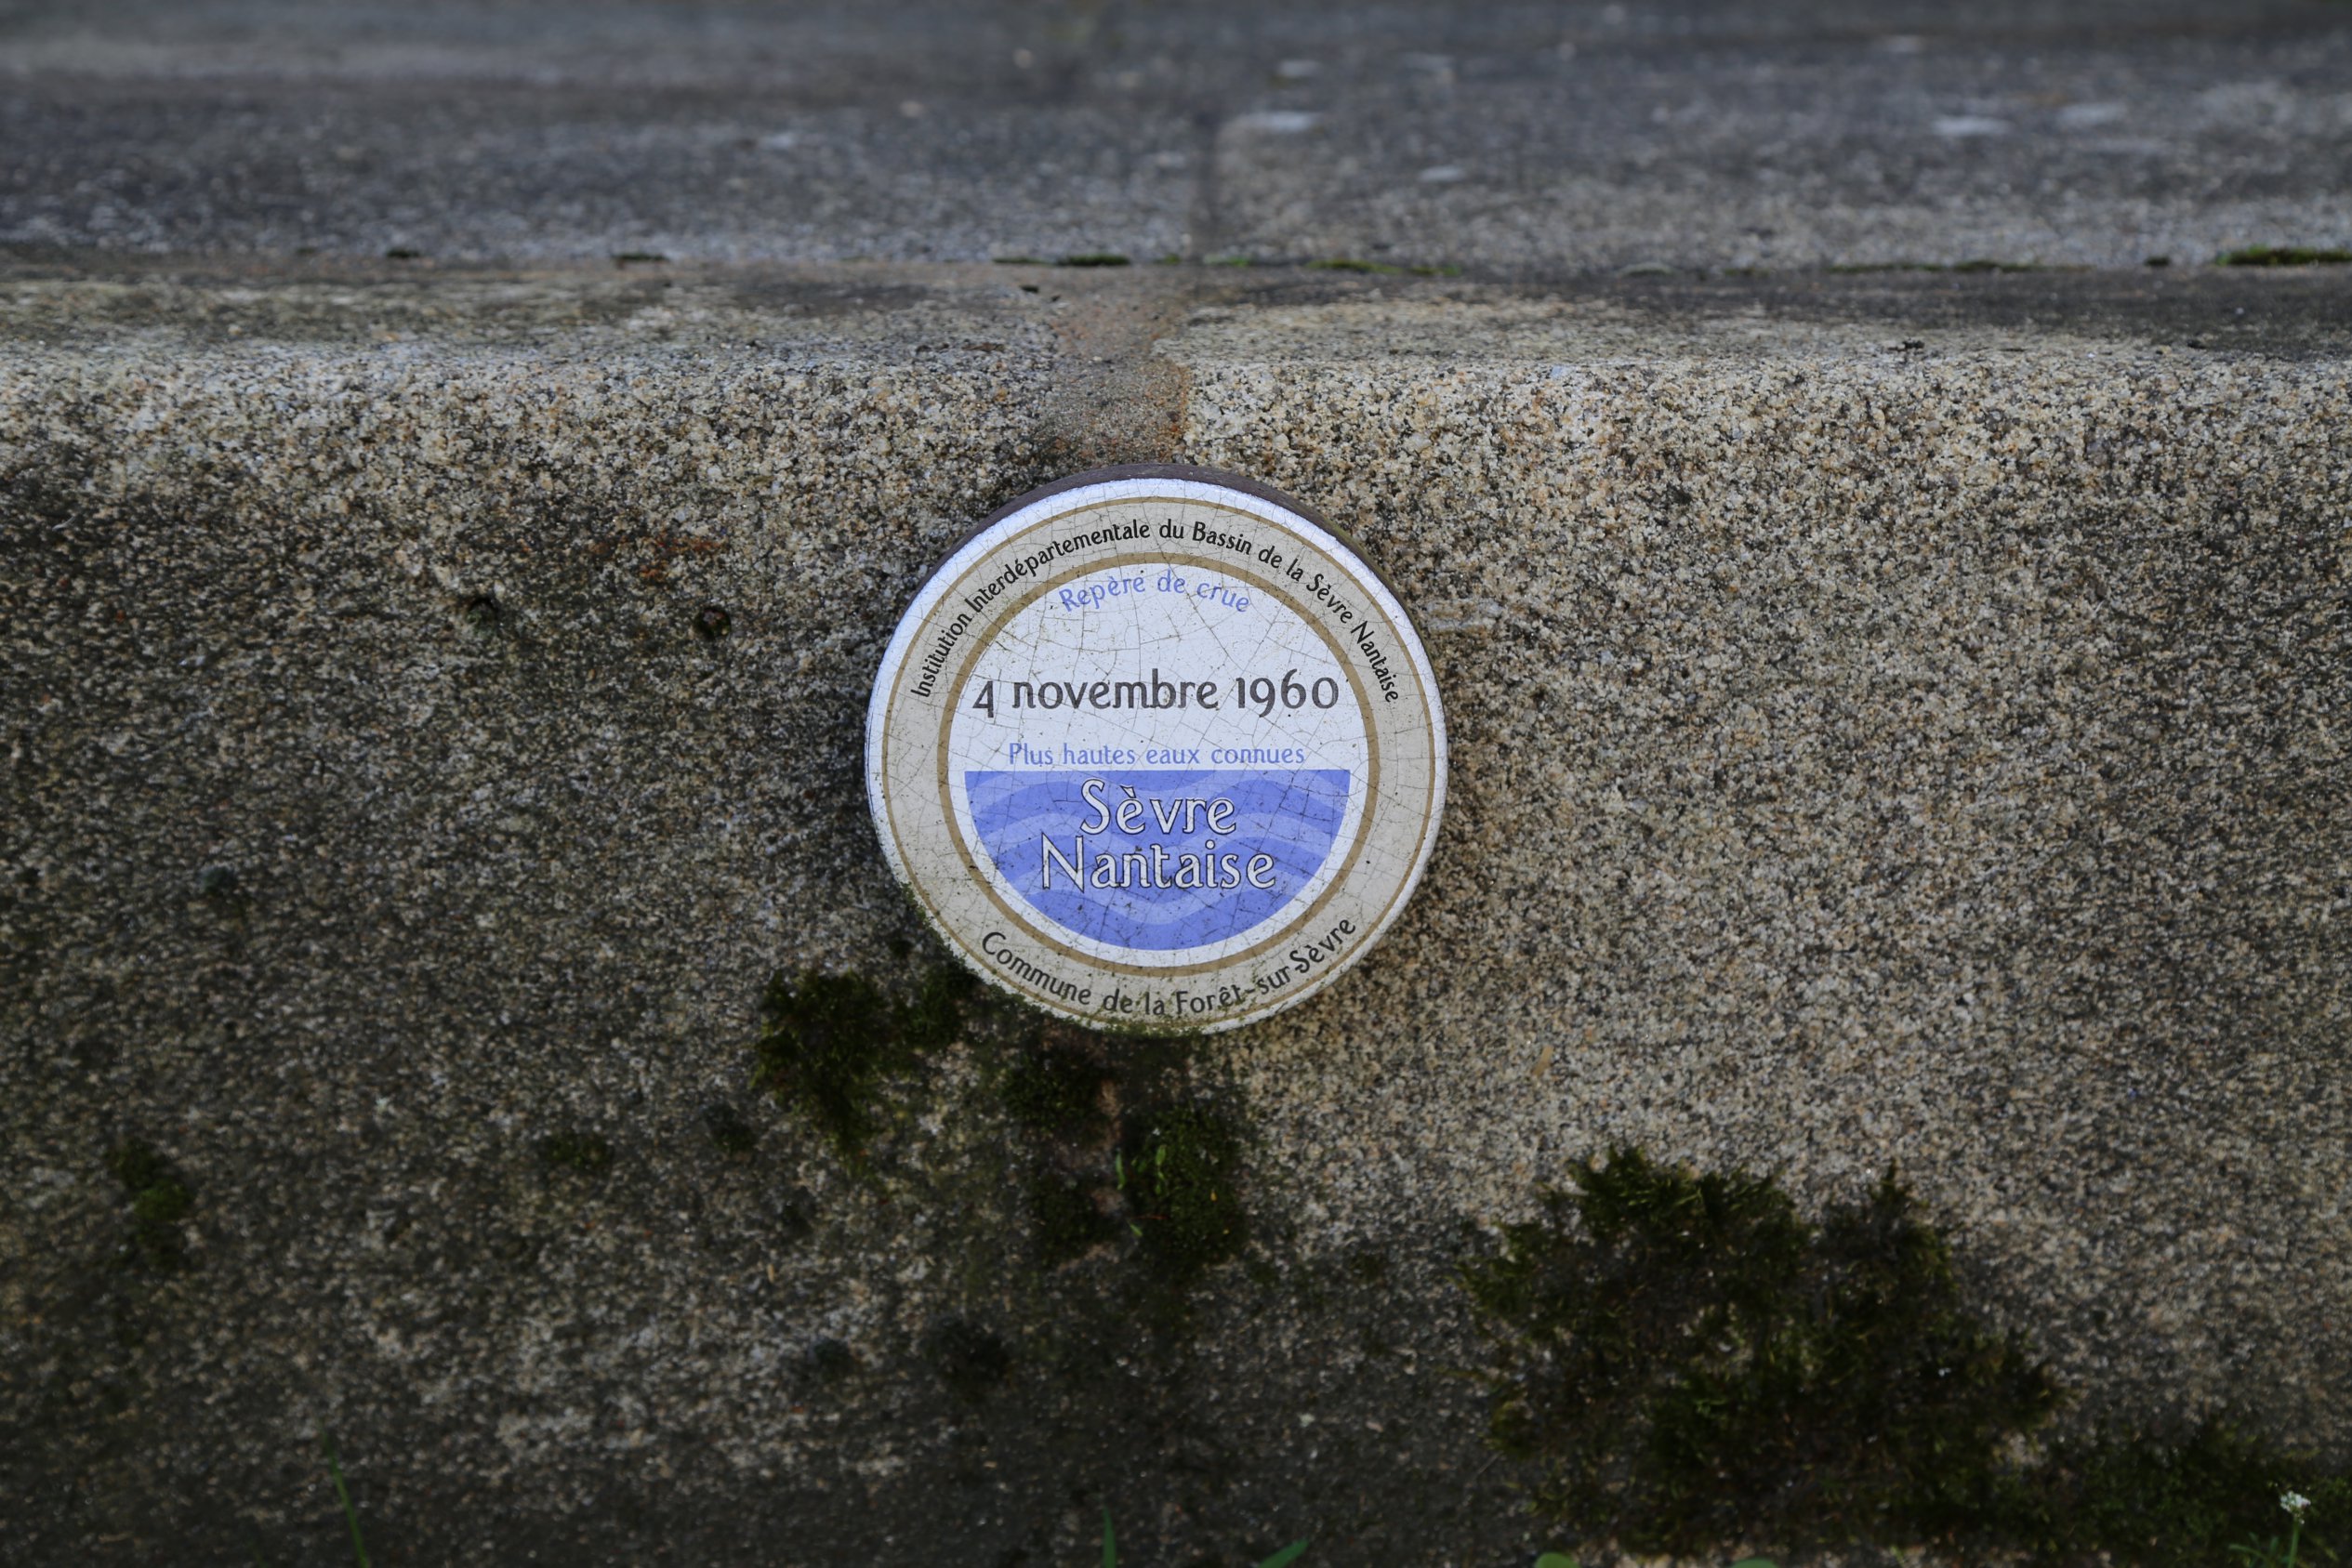 Institution Interdépartementale du Bassin de la Sèvre Nantaise
Repère de crue
4 novembre 1960
Plus hautes eaux connues
Sèvre
Nantaise
Commune de la Forêt-sur Sèvre